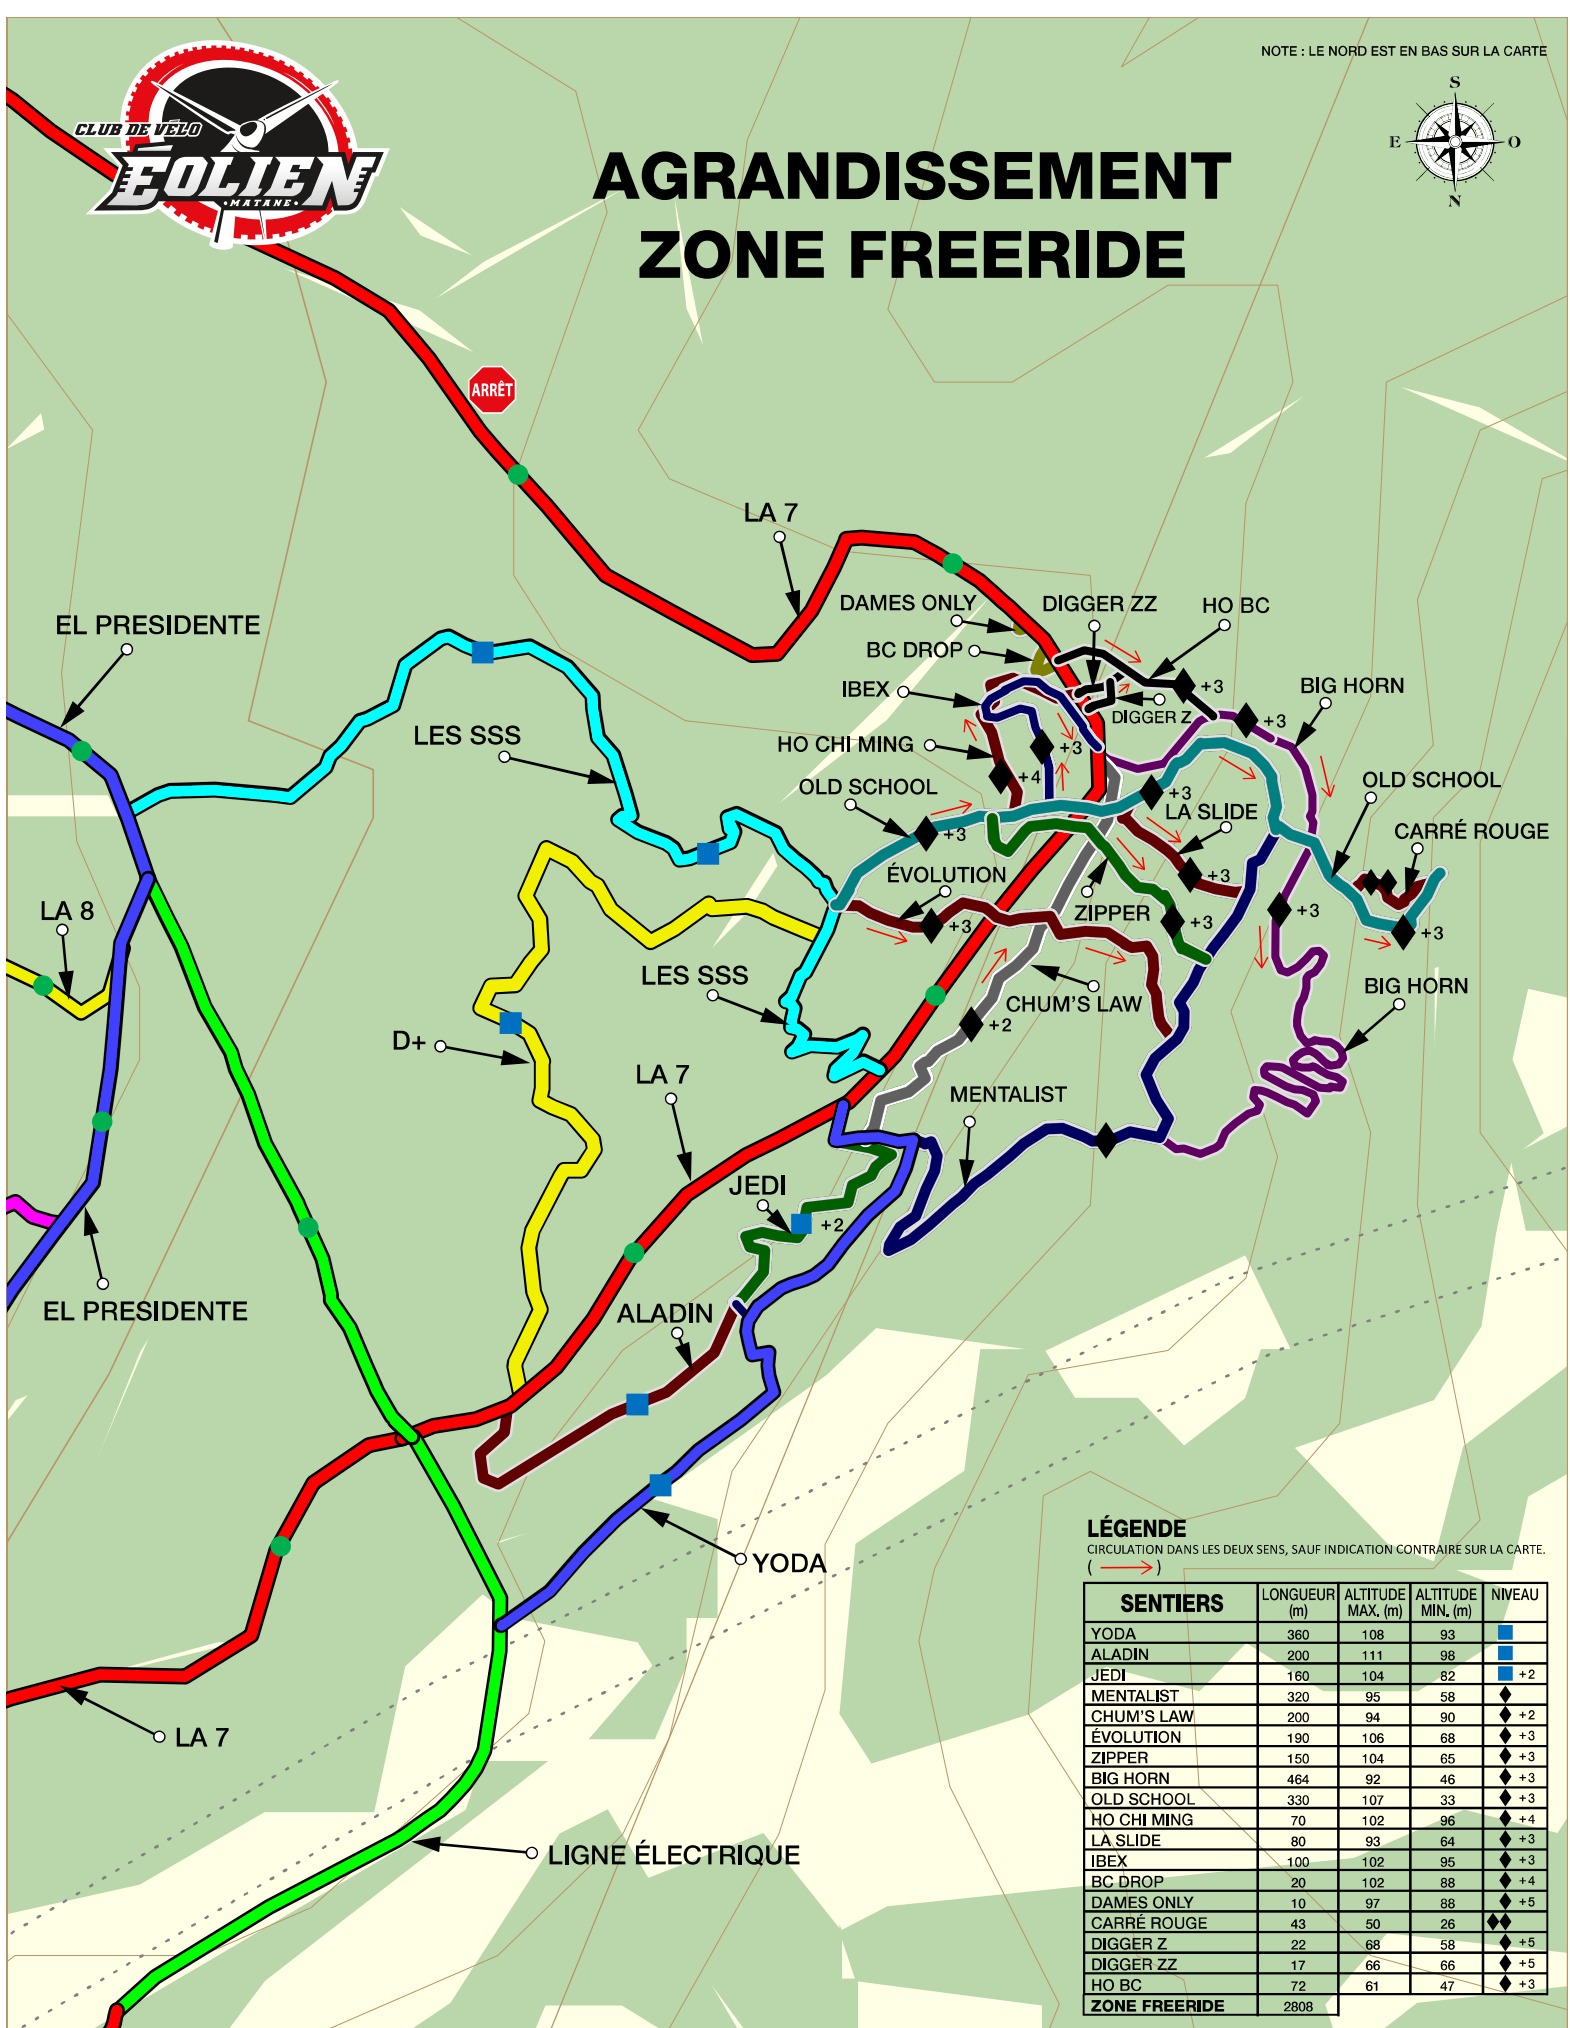 NOTE : LE NORD EST EN BAS SUR LA CARTE
S
E
O
N
CLUB DE VÉLO
ÉOLIEN
•MATANE•
AGRANDISSEMENT
ZONE FREERIDE
ARRÊT
LA 7
DAMES ONLY
DIGGER ZZ
HO BC
EL PRESIDENTE
BC DROP
IBEX
+3
BIG HORN
DIGGER Z
+3
LES SSS
HO CHI MING
+3
+4
OLD SCHOOL
OLD SCHOOL
+3
LA SLIDE
+3
CARRÉ ROUGE
ÉVOLUTION
+3
LA 8
ZIPPER
+3
+3
+3
+3
LES SSS
BIG HORN
CHUM'S LAW
+2
D+
LA 7
MENTALIST
JEDI
+2
EL PRESIDENTE
ALADIN
YODA
LA 7
LIGNE ÉLECTRIQUE
LÉGENDE
CIRCULATION DANS LES DEUX SENS, SAUF INDICATION CONTRAIRE SUR LA CARTE.
( )
SENTIERS LONGUEUR (m) ALTITUDE MAX. (m) ALTITUDE MIN. (m) NIVEAU
YODA 360 108 93
ALADIN 200 111 98
JEDI 160 104 82 +2
MENTALIST 320 95 58
CHUM'S LAW 200 94 90 +2
ÉVOLUTION 190 106 68 +3
ZIPPER 150 104 65 +3
BIG HORN 464 92 46 +3
OLD SCHOOL 330 107 33 +3
HO CHI MING 70 102 96 +4
LA SLIDE 80 93 64 +3
IBEX 100 102 95 +3
BC DROP 20 102 88 +4
DAMES ONLY 10 97 88 +5
CARRÉ ROUGE 43 50 26
DIGGER Z 22 68 58 +5
DIGGER ZZ 17 66 66 +5
HO BC 72 61 47 +3
ZONE FREERIDE 2808